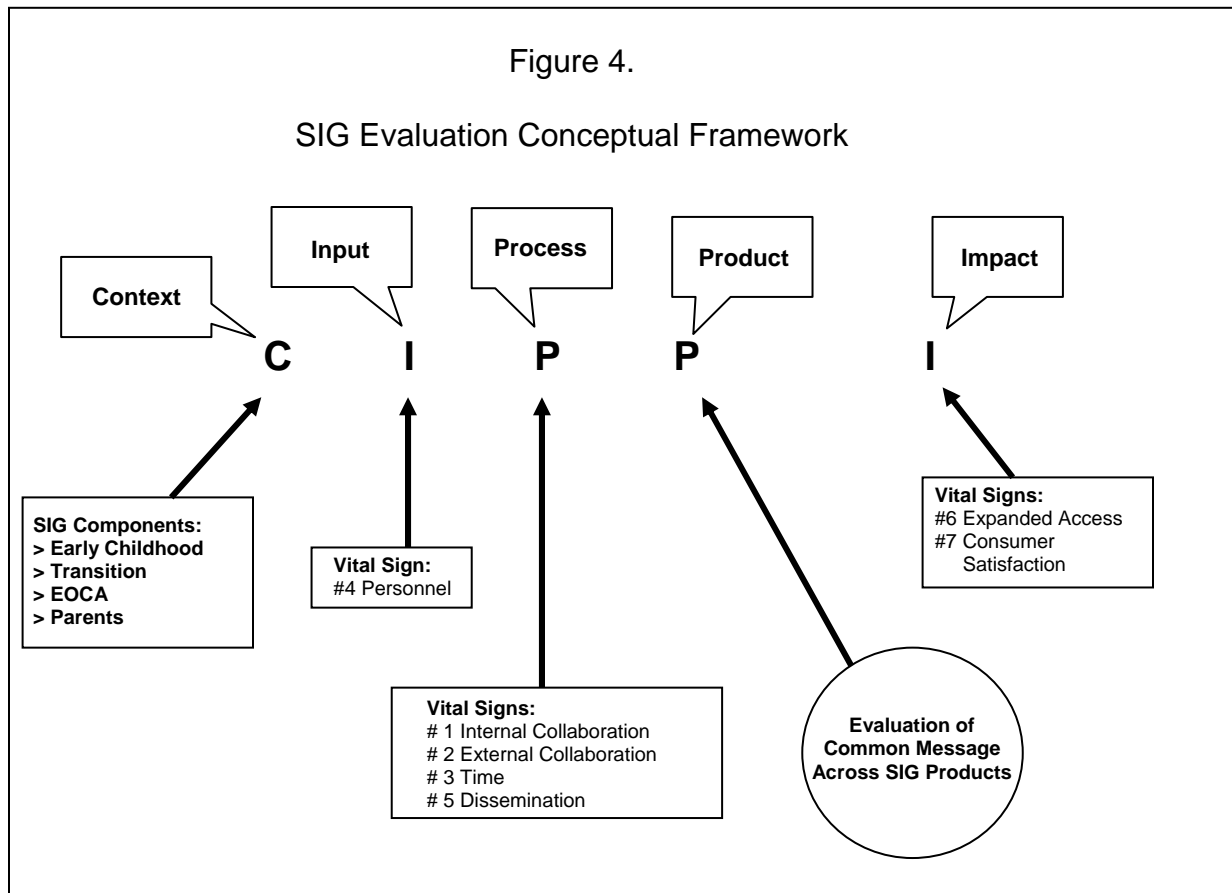 Figure 4.
SIG Evaluation Conceptual Framework
Context
Input
Process
Product
Impact
C
I
P
P
I
SIG Components:
> Early Childhood
> Transition
> EOCA
> Parents
Vital Sign:
#4 Personnel
Vital Signs:
# 1 Internal Collaboration
# 2 External Collaboration
# 3 Time
# 5 Dissemination
Evaluation of
Common Message
Across SIG Products
Vital Signs:
#6 Expanded Access
#7 Consumer
Satisfaction